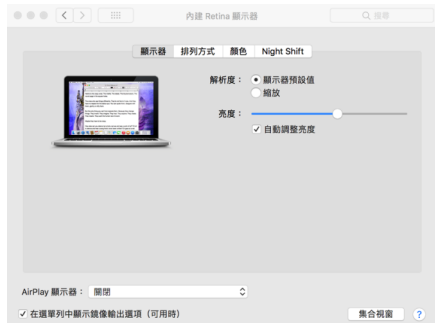 內建 Retina 顯示器
搜尋
顯示器 排列方式 顏色 Night Shift
解析度： 顯示器預設值
縮放
亮度：
自動調整亮度
AirPlay 顯示器： 關閉
在選單列中顯示鏡像輸出選項（可用時） 集合視窗 ?